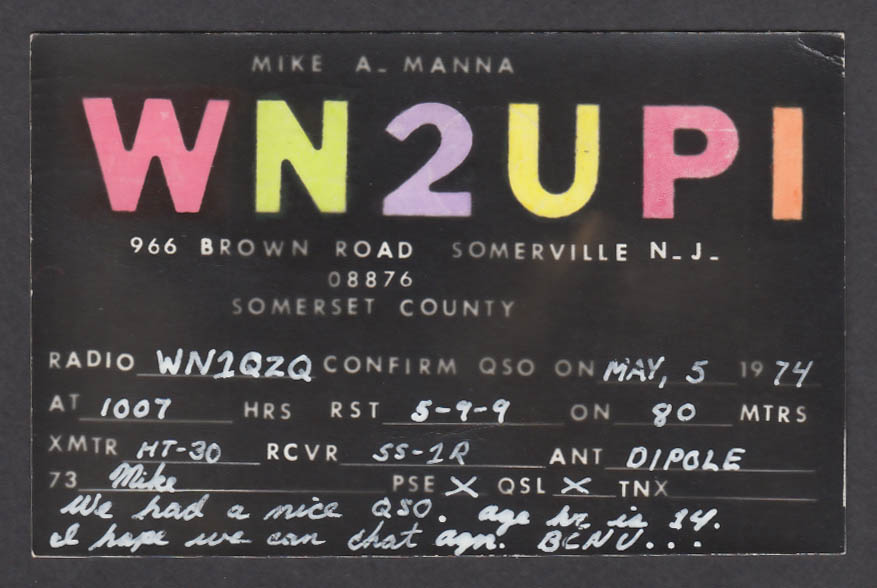 MIKE A. MANNA
WN2UPI
966 BROWN ROAD SOMERVILLE N.J.
08876
SOMERSET COUNTY
RADIO WN1QZQ CONFIRM QSO ON MAY, 5 1974
AT 1007 HRS RST 5-9-9 ON 80 MTRS
XMTR HT-30 RCVR SS-1R ANT DIPOLE
73 Mike PSE X QSL X TNX
We had a nice QSO. age hr is 14.
I hope we can chat agn. BCNU...